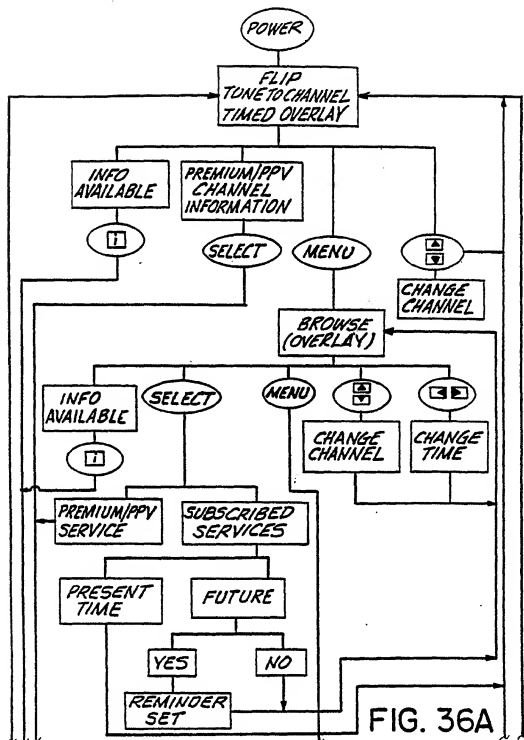 POWER
FLIP
TUNE TO CHANNEL
TIMED OVERLAY
INFO
AVAILABLE
PREMIUM/PPV
CHANNEL
INFORMATION
i
SELECT
MENU
CHANGE
CHANNEL
BROWSE
(OVERLAY)
INFO
AVAILABLE
SELECT
MENU
i
CHANGE
CHANNEL
CHANGE
TIME
PREMIUM/PPV
SERVICE
SUBSCRIBED
SERVICES
PRESENT
TIME
FUTURE
YES
NO
REMINDER
SET
FIG. 36A